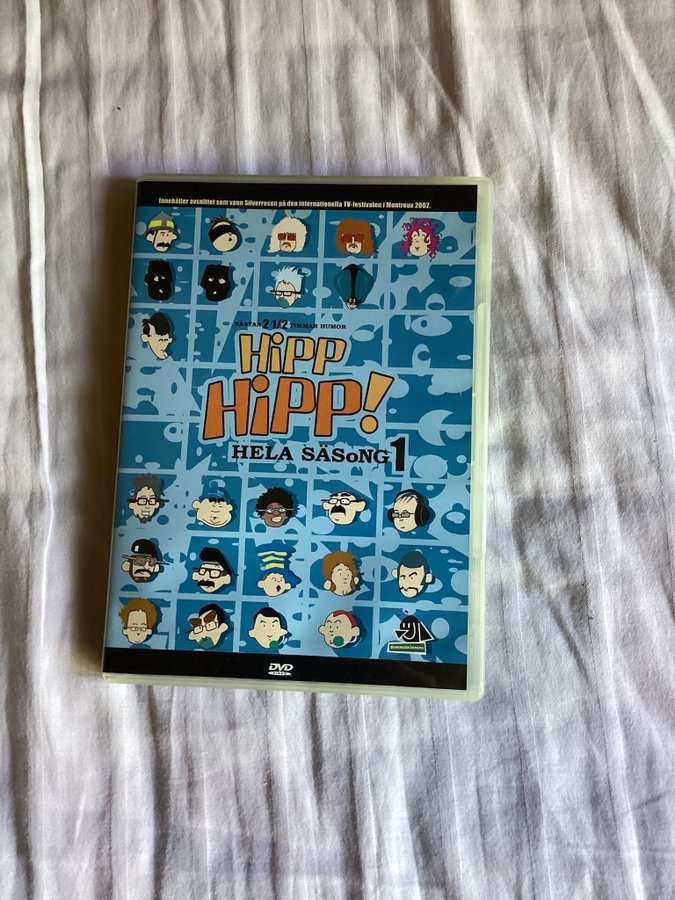 Innehåller avsnittet som vann Silverrosen på den internationella TV-festivalen i Montreux 2002.
NÄSTAN 2 1/2 TIMMAR HUMOR
HiPP
HiPP!
HELA SÄSoNG 1
DVD
VIDEO